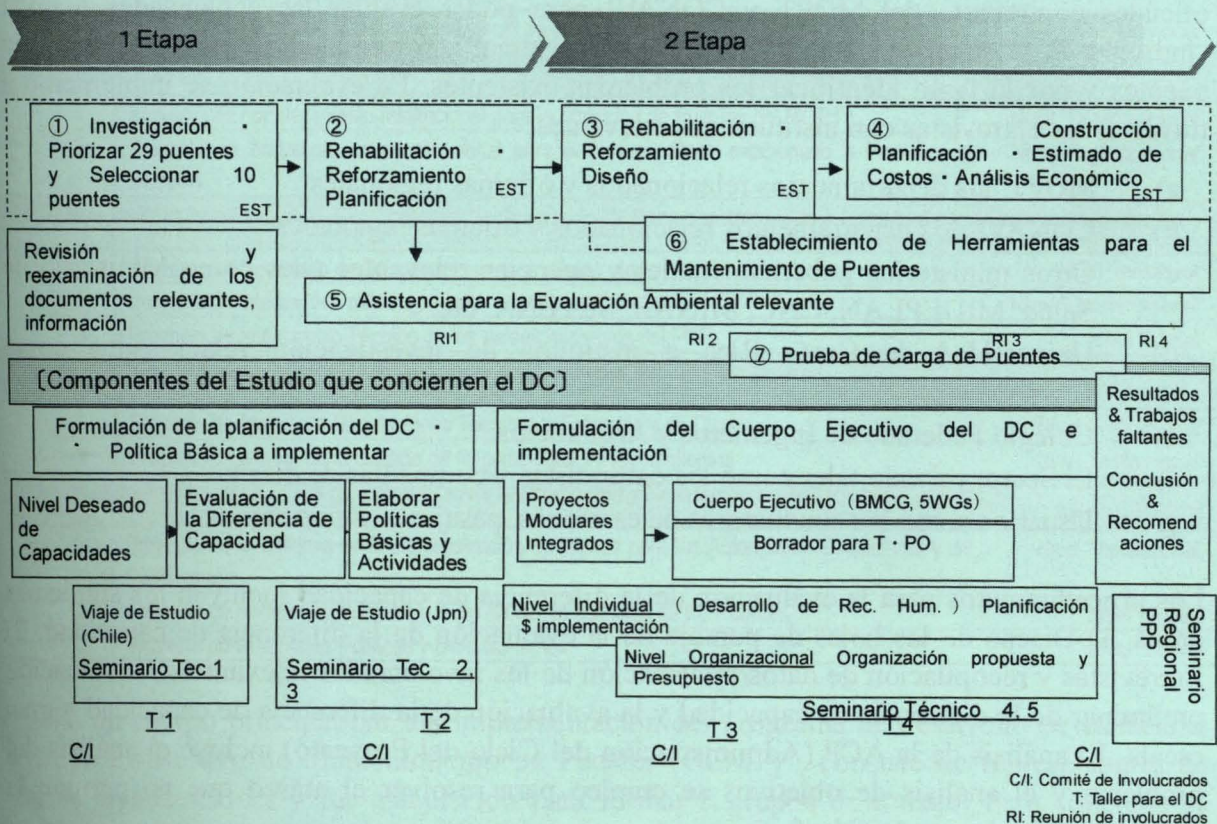 1 Etapa
2 Etapa
① Investigación ・
Priorizar 29 puentes
y Seleccionar 10
puentes
EST
②
Rehabilitación ・
Reforzamiento
Planificación
EST
③ Rehabilitación ・
Reforzamiento
Diseño
EST
④ Construcción
Planificación ・Estimado de
Costos・Análisis Económico
EST
Revisión y
reexaminación de los
documentos relevantes,
información
⑥ Establecimiento de Herramientas para el
Mantenimiento de Puentes
⑤ Asistencia para la Evaluación Ambiental relevante
RI1
RI 2
RI 3
RI 4
⑦ Prueba de Carga de Puentes
〔Componentes del Estudio que conciernen el DC〕
Formulación de la planificación del DC ・
Política Básica a implementar
Formulación del Cuerpo Ejecutivo del DC e
implementación
Resultados
& Trabajos
faltantes
Conclusión
&
Recomend
aciones
Nivel Deseado
de
Capacidades
Evaluación de
la Diferencia de
Capacidad
Elaborar
Políticas
Básicas y
Actividades
Proyectos
Modulares
Integrados
Cuerpo Ejecutivo (BMCG, 5WGs)
Borrador para T・PO
Viaje de Estudio
(Chile)
Seminario Tec 1
Viaje de Estudio (Jpn)
Seminario Tec 2
3
Nivel Individual ( Desarrollo de Rec. Hum. ) Planificación
$ implementación
Nivel Organizacional Organización propuesta y
Presupuesto
Seminario Técnico 4 5
Seminario
Regional
PPP
T 1
T 2
T 3
T 4
C/I
C/I
C/I
C/I
C/I: Comité de Involucrados
T: Taller para el DC
RI: Reunión de involucrados